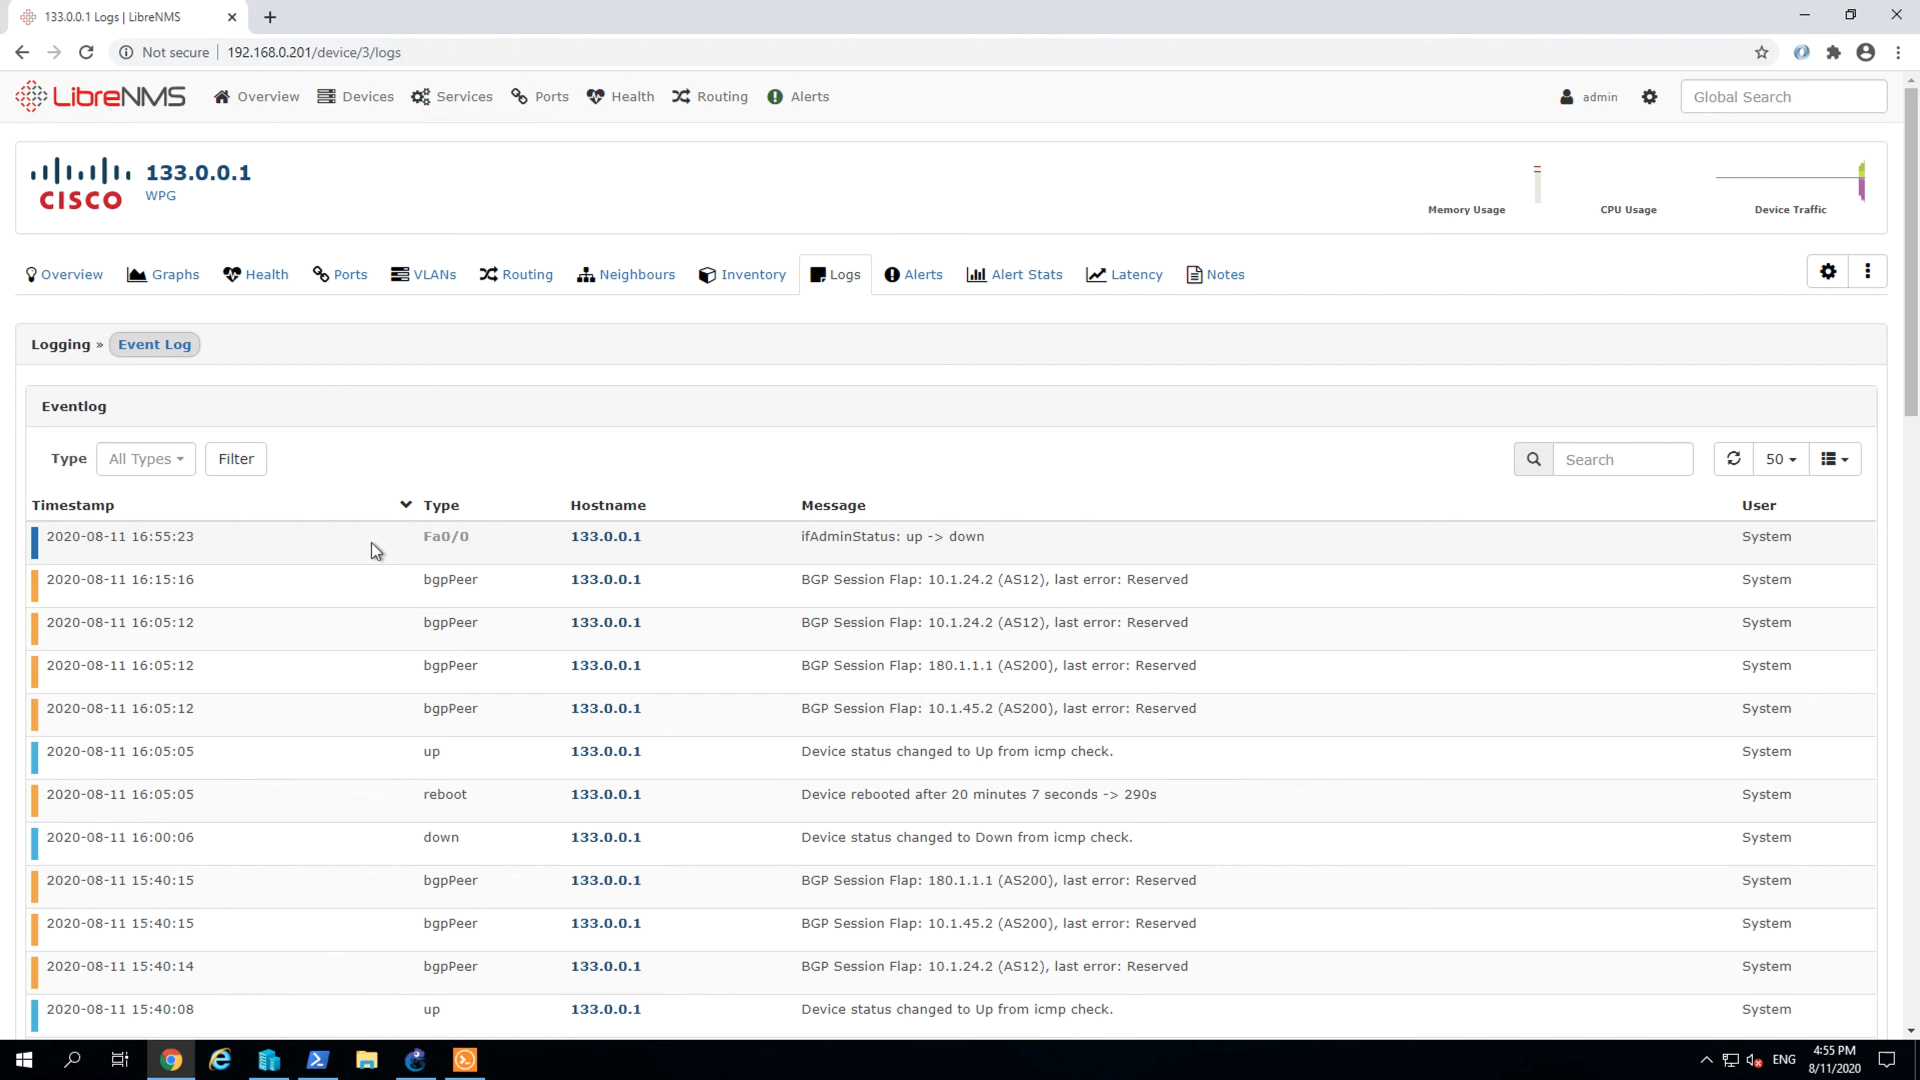 133.0.0.1 Logs | LibreNMS
Not secure 192.168.0.201/device/3/logs
LibreNMS Overview Devices Services Ports Health Routing Alerts admin Global Search
CISCO 133.0.0.1
WPG
Memory Usage CPU Usage Device Traffic
Overview Graphs Health Ports VLANs Routing Neighbours Inventory Logs Alerts Alert Stats Latency Notes
Logging » Event Log
Eventlog
Type All Types Filter Search 50
Timestamp Type Hostname Message User
2020-08-11 16:55:23 Fa0/0 133.0.0.1 ifAdminStatus: up -> down System
2020-08-11 16:15:16 bgpPeer 133.0.0.1 BGP Session Flap: 10.1.24.2 (AS12), last error: Reserved System
2020-08-11 16:05:12 bgpPeer 133.0.0.1 BGP Session Flap: 10.1.24.2 (AS12), last error: Reserved System
2020-08-11 16:05:12 bgpPeer 133.0.0.1 BGP Session Flap: 180.1.1.1 (AS200), last error: Reserved System
2020-08-11 16:05:12 bgpPeer 133.0.0.1 BGP Session Flap: 10.1.45.2 (AS200), last error: Reserved System
2020-08-11 16:05:05 up 133.0.0.1 Device status changed to Up from icmp check. System
2020-08-11 16:05:05 reboot 133.0.0.1 Device rebooted after 20 minutes 7 seconds -> 290s System
2020-08-11 16:00:06 down 133.0.0.1 Device status changed to Down from icmp check. System
2020-08-11 15:40:15 bgpPeer 133.0.0.1 BGP Session Flap: 180.1.1.1 (AS200), last error: Reserved System
2020-08-11 15:40:15 bgpPeer 133.0.0.1 BGP Session Flap: 10.1.45.2 (AS200), last error: Reserved System
2020-08-11 15:40:14 bgpPeer 133.0.0.1 BGP Session Flap: 10.1.24.2 (AS12), last error: Reserved System
2020-08-11 15:40:08 up 133.0.0.1 Device status changed to Up from icmp check. System
ENG 4:55 PM
8/11/2020